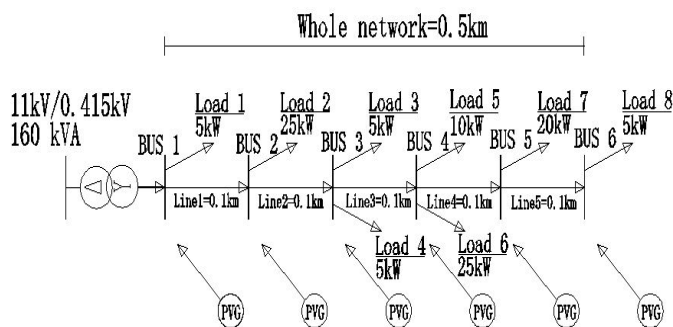 Whole network=0.5km
11kV/0.415kV
160 kVA
Load 1
5kW
Load 2
25kW
Load 3
5kW
Load 5
10kW
Load 7
20kW
Load 8
5kW
BUS 1
BUS 2
BUS 3
BUS 4
BUS 5
BUS 6
Δ
Y
Line1=0.1km
Line2=0.1km
Line3=0.1km
Line4=0.1km
Line5=0.1km
Load 4
5kW
Load 6
25kW
PVG
PVG
PVG
PVG
PVG
PVG